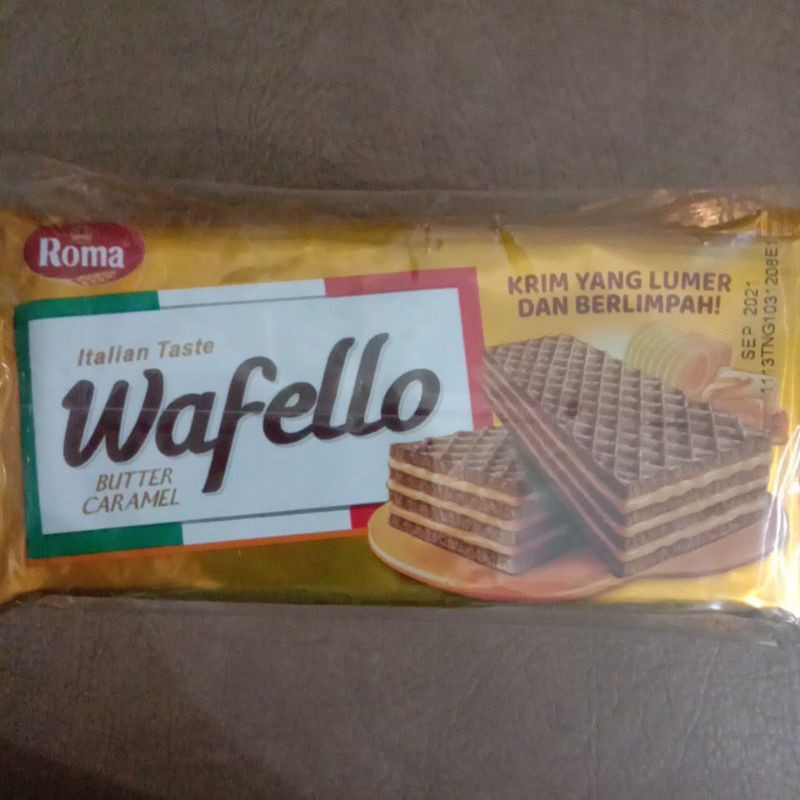 Roma
Italian Taste
Wafello
BUTTER
CARAMEL
KRIM YANG LUMER
DAN BERLIMPAH!
SEP 2021